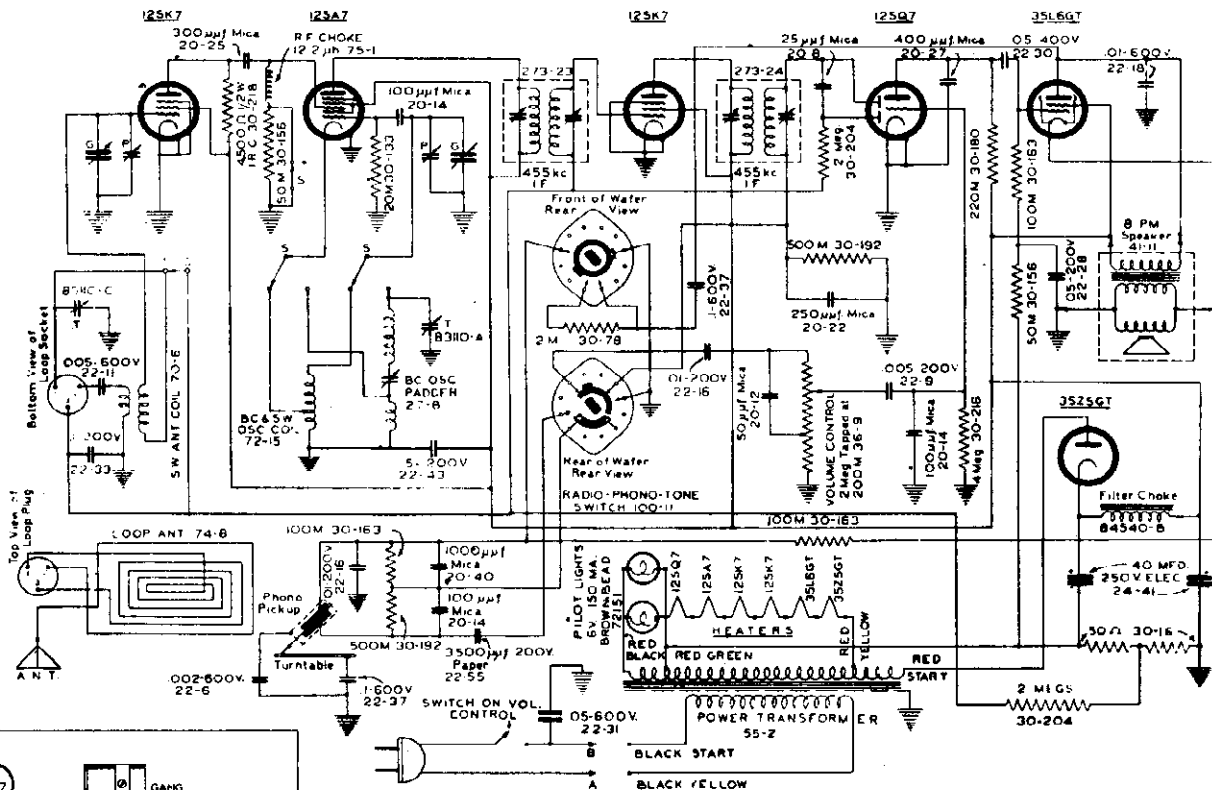 12SK7
12SA7
12SK7
12SQ7
35L6GT
300μμf Mica
20-25
RF CHOKE
12.2μh 75-1
25μμf Mica
20-8
400μμf Mica
20-27
.05-400V
22-30
.01-600V
22-18
4500Ω 1/2W
IRC 30-218
50M 30-156
S
S
100μμf Mica
20-14
20M 30-133
273-23
455kc
IF
273-24
455kc
IF
2 Meg.
30-204
220M 30-180
100M 30-163
G
P
P
G
Front of Wafer
Rear View
8 PM
Speaker
41-11
S
S
500M 30-192
.1-600V
22-37
250μμf Mica
20-22
50M 30-156
.05-200V
22-28
T
T
83110-A
2M 30-78
Bottom View of
Loop Socket
.005-600V
22-11
.1-200V
22-33
SW ANT COIL 70-6
BC OSC
PADDER
27-8
BC & SW
OSC COIL
72-15
.5-200V
22-43
.01-200V
22-16
50μμf Mica
20-12
VOLUME CONTROL
2 Meg Tapped at
200M 36-9
.005 200V
22-9
100μμf Mica
20-14
4 Meg 30-216
35Z5GT
Rear of Wafer
Rear View
RADIO-PHONO-TONE
SWITCH 100-11
Filter Choke
84540-B
Top View of
Loop Plug
LOOP ANT 74-8
100M 30-163
100M 30-163
.01-200V
22-16
1000μμf
Mica
20-40
100μμf
Mica
20-14
500M 30-192
3500μμf 200V.
Paper
22-55
Phono
Pickup
Turntable
PILOT LIGHTS
6V. 150 MA.
BROWN BEAD
72151
12SQ7
12SA7
12SK7
12SK7
35L6GT
35Z5GT
HEATERS
40 MFD.
250V ELEC
24-41
A.N.T.
RED
BLACK RED GREEN
RED
YELLOW
RED
START
30Ω 30-16
.002-600V.
22-6
.1-600V
22-37
SWITCH ON VOL.
CONTROL
.05-600V.
22-31
POWER TRANSFORMER
55-2
2 MEGS
30-204
B
BLACK START
A
BLACK YELLOW
GANG